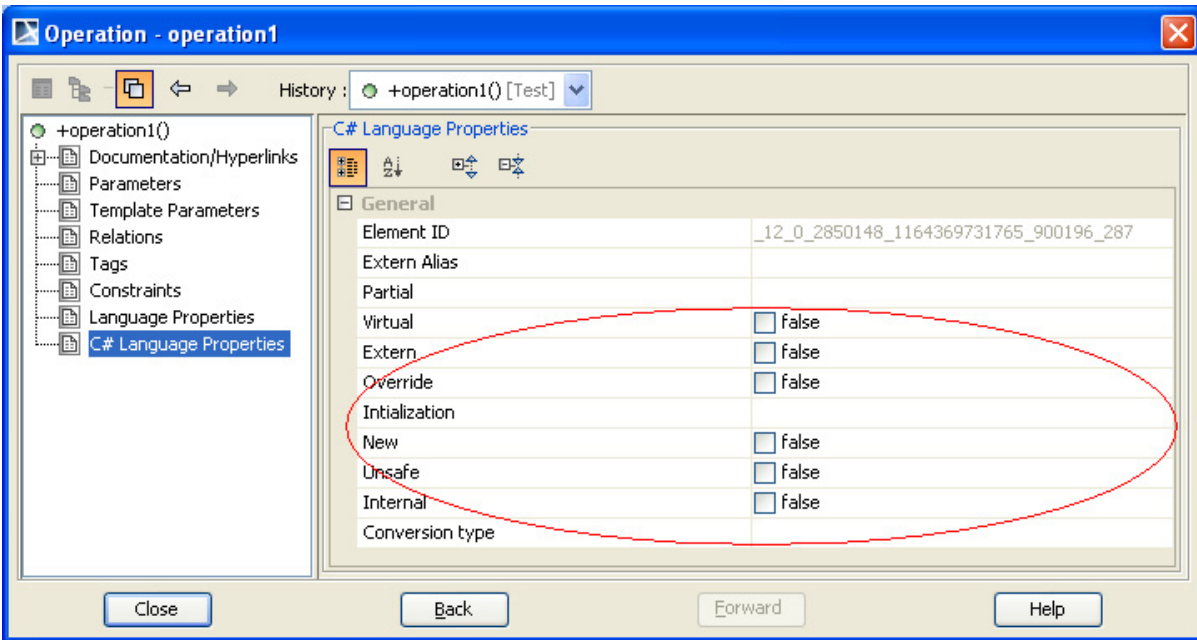 Operation - operation1
History : +operation1() [Test]
+operation1()
Documentation/Hyperlinks
Parameters
Template Parameters
Relations
Tags
Constraints
Language Properties
C# Language Properties
C# Language Properties
General
Element ID _12_0_2850148_1164369731765_900196_287
Extern Alias
Partial
Virtual false
Extern false
Override false
Intialization
New false
Unsafe false
Internal false
Conversion type
Close Back Forward Help